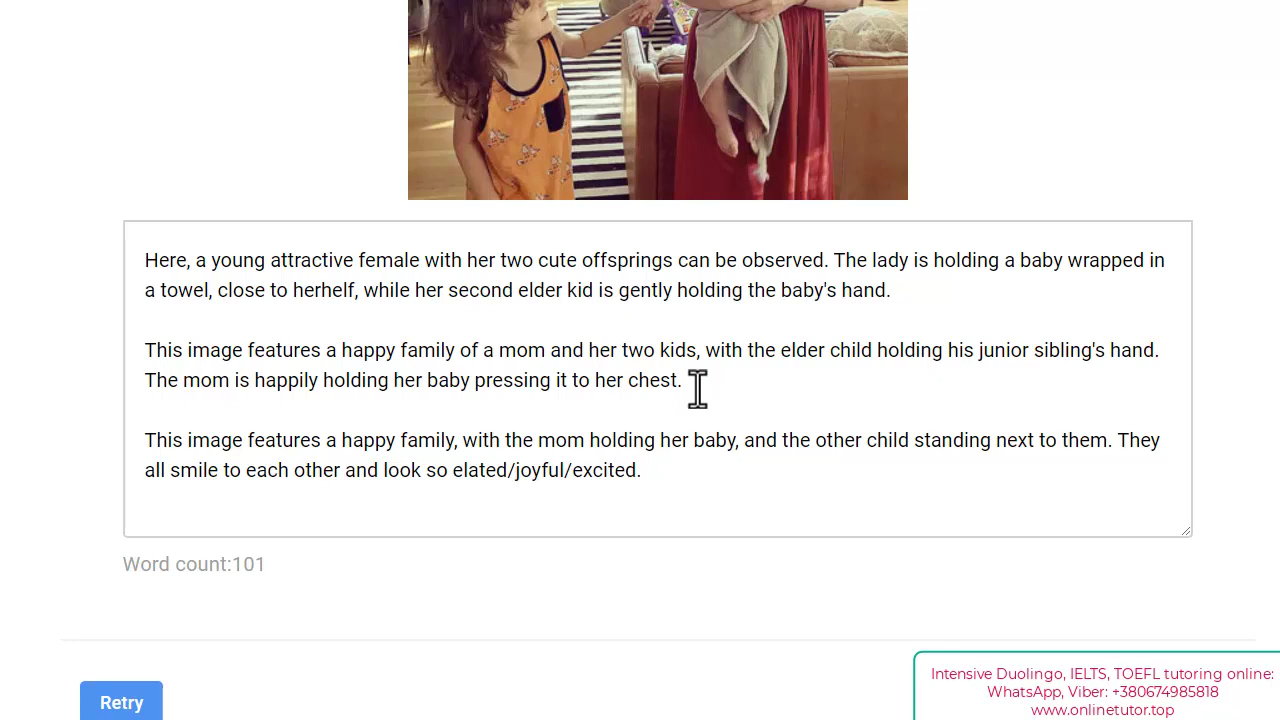 Here, a young attractive female with her two cute offsprings can be observed. The lady is holding a baby wrapped in
a towel, close to herhelf, while her second elder kid is gently holding the baby's hand.
This image features a happy family of a mom and her two kids, with the elder child holding his junior sibling's hand.
The mom is happily holding her baby pressing it to her chest.
This image features a happy family, with the mom holding her baby, and the other child standing next to them. They
all smile to each other and look so elated/joyful/excited.
Word count:101
Retry
Intensive Duolingo, IELTS, TOEFL tutoring online:
WhatsApp, Viber: +380674985818
www.onlinetutor.top